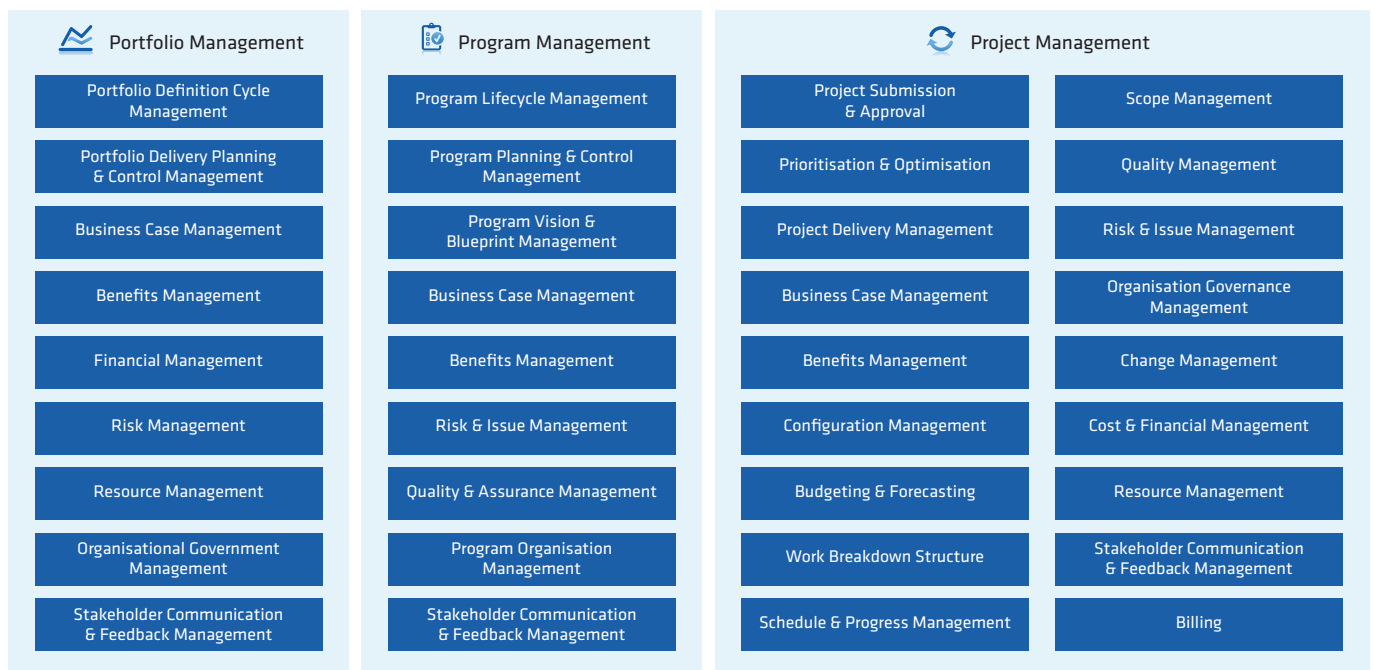 Portfolio Management
Portfolio Definition Cycle
Management
Portfolio Delivery Planning
& Control Management
Business Case Management
Benefits Management
Financial Management
Risk Management
Resource Management
Organisational Government
Management
Stakeholder Communication
& Feedback Management
Program Management
Program Lifecycle Management
Program Planning & Control
Management
Program Vision &
Blueprint Management
Business Case Management
Benefits Management
Risk & Issue Management
Quality & Assurance Management
Program Organisation
Management
Stakeholder Communication
& Feedback Management
Project Management
Project Submission
& Approval
Prioritisation & Optimisation
Project Delivery Management
Business Case Management
Benefits Management
Configuration Management
Budgeting & Forecasting
Work Breakdown Structure
Schedule & Progress Management
Scope Management
Quality Management
Risk & Issue Management
Organisation Governance
Management
Change Management
Cost & Financial Management
Resource Management
Stakeholder Communication
& Feedback Management
Billing